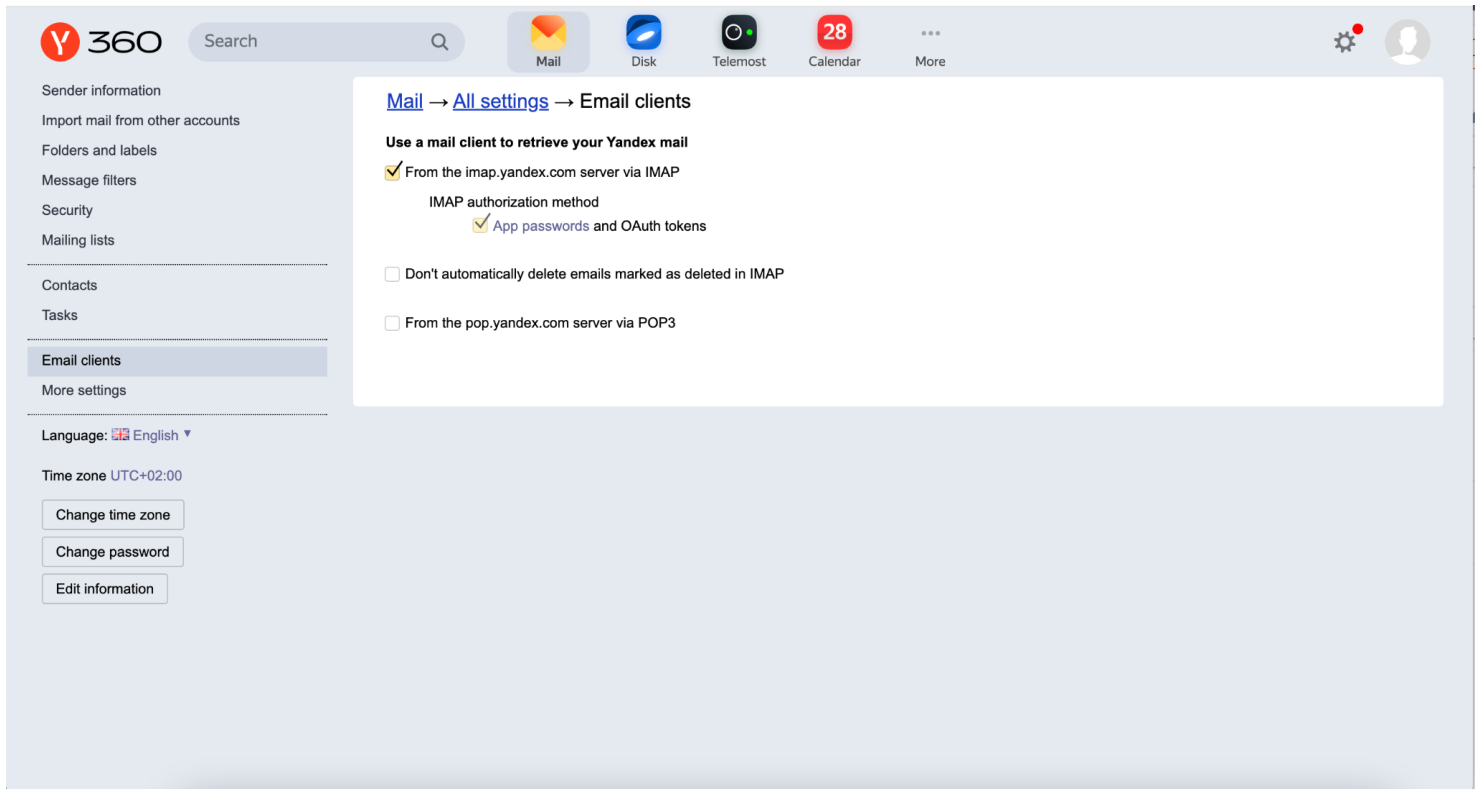 Y 360
Search
Mail
Disk
Telemost
28
Calendar
More
Sender information
Import mail from other accounts
Folders and labels
Message filters
Security
Mailing lists
Contacts
Tasks
Email clients
More settings
Language: English
Time zone UTC+02:00
Change time zone
Change password
Edit information
Mail → All settings → Email clients
Use a mail client to retrieve your Yandex mail
From the imap.yandex.com server via IMAP
IMAP authorization method
App passwords and OAuth tokens
Don't automatically delete emails marked as deleted in IMAP
From the pop.yandex.com server via POP3